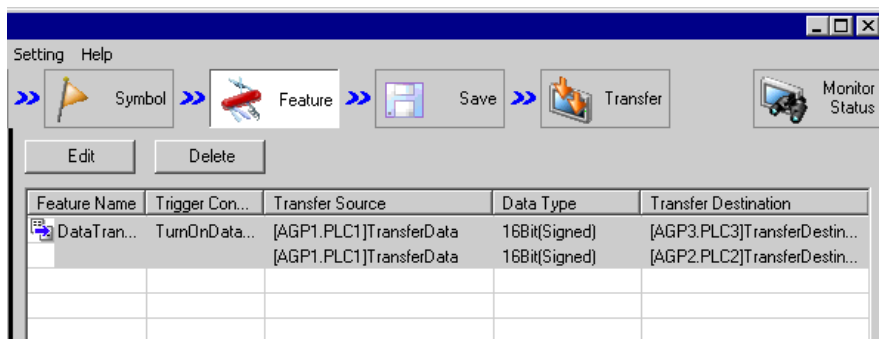 Setting Help
Symbol Feature Save Transfer Monitor Status
Edit Delete
Feature Name Trigger Con... Transfer Source Data Type Transfer Destination
DataTran... TurnOnData... [AGP1.PLC1]TransferData 16Bit(Signed) [AGP3.PLC3]TransferDestin...
[AGP1.PLC1]TransferData 16Bit(Signed) [AGP2.PLC2]TransferDestin...